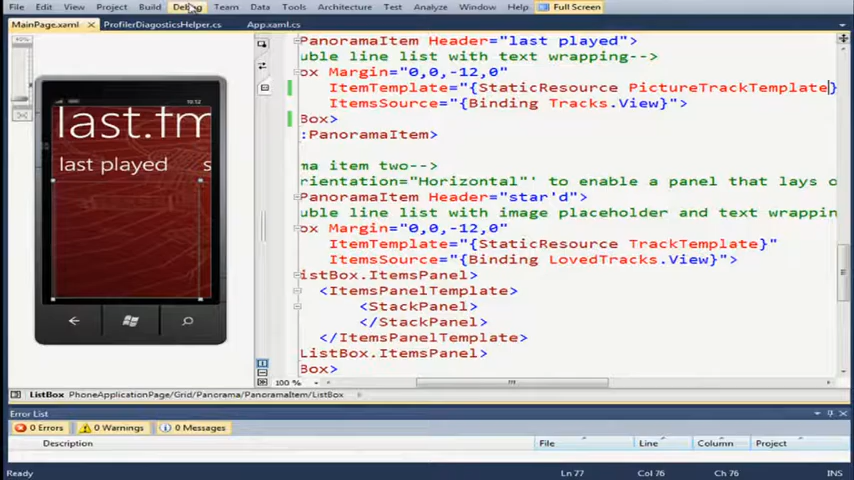 File Edit View Project Build Debug Team Data Tools Architecture Test Analyze Window Help Full Screen
MainPage.xaml ProfilerDiagosticsHelper.cs App.xaml.cs
PanoramaItem Header="last played">
uble line list with text wrapping-->
ox Margin="0,0,-12,0"
ItemTemplate="{StaticResource PictureTrackTemplate}
ItemsSource="{Binding Tracks.View}">
Box>
:PanoramaItem>
ma item two-->
rientation="Horizontal"' to enable a panel that lays o
PanoramaItem Header="star'd">
uble line list with image placeholder and text wrappin
ox Margin="0,0,-12,0"
ItemTemplate="{StaticResource TrackTemplate}"
ItemsSource="{Binding LovedTracks.View}">
istBox.ItemsPanel>
<ItemsPanelTemplate>
<StackPanel>
</StackPanel>
</ItemsPanelTemplate>
ListBox.ItemsPanel>
Box>
10:12
last.fm
last played s
100 %
ListBox PhoneApplicationPage/Grid/Panorama/PanoramaItem/ListBox
Error List
0 Errors 0 Warnings 0 Messages
Description File Line Column Project
Ready Ln 77 Col 76 Ch 76 INS